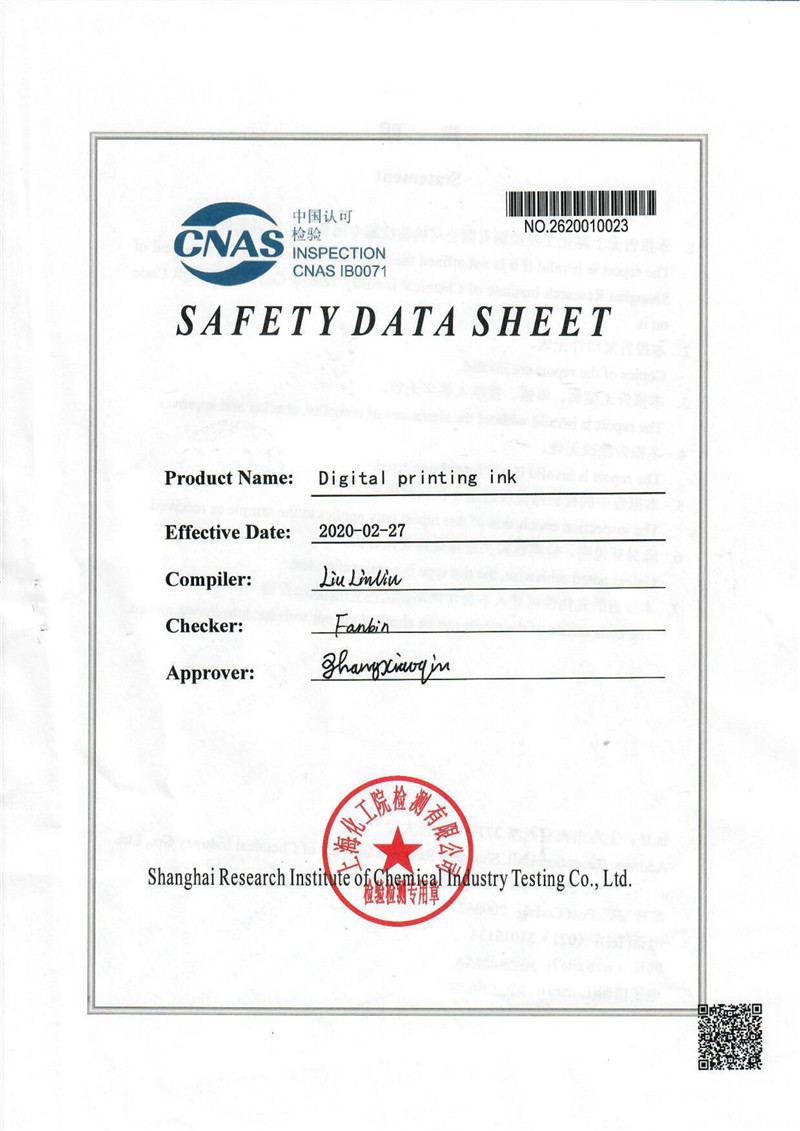 NO.2620010023
CNAS
中国认可
检验
INSPECTION
CNAS IB0071
SAFETY DATA SHEET
Product Name: Digital printing ink
Effective Date: 2020-02-27
Compiler: Liu Linlin
Checker: Fanbin
Approver: Zhangxiaoqin
上海化工院检测有限公司
Shanghai Research Institute of Chemical Industry Testing Co., Ltd.
检验检测专用章